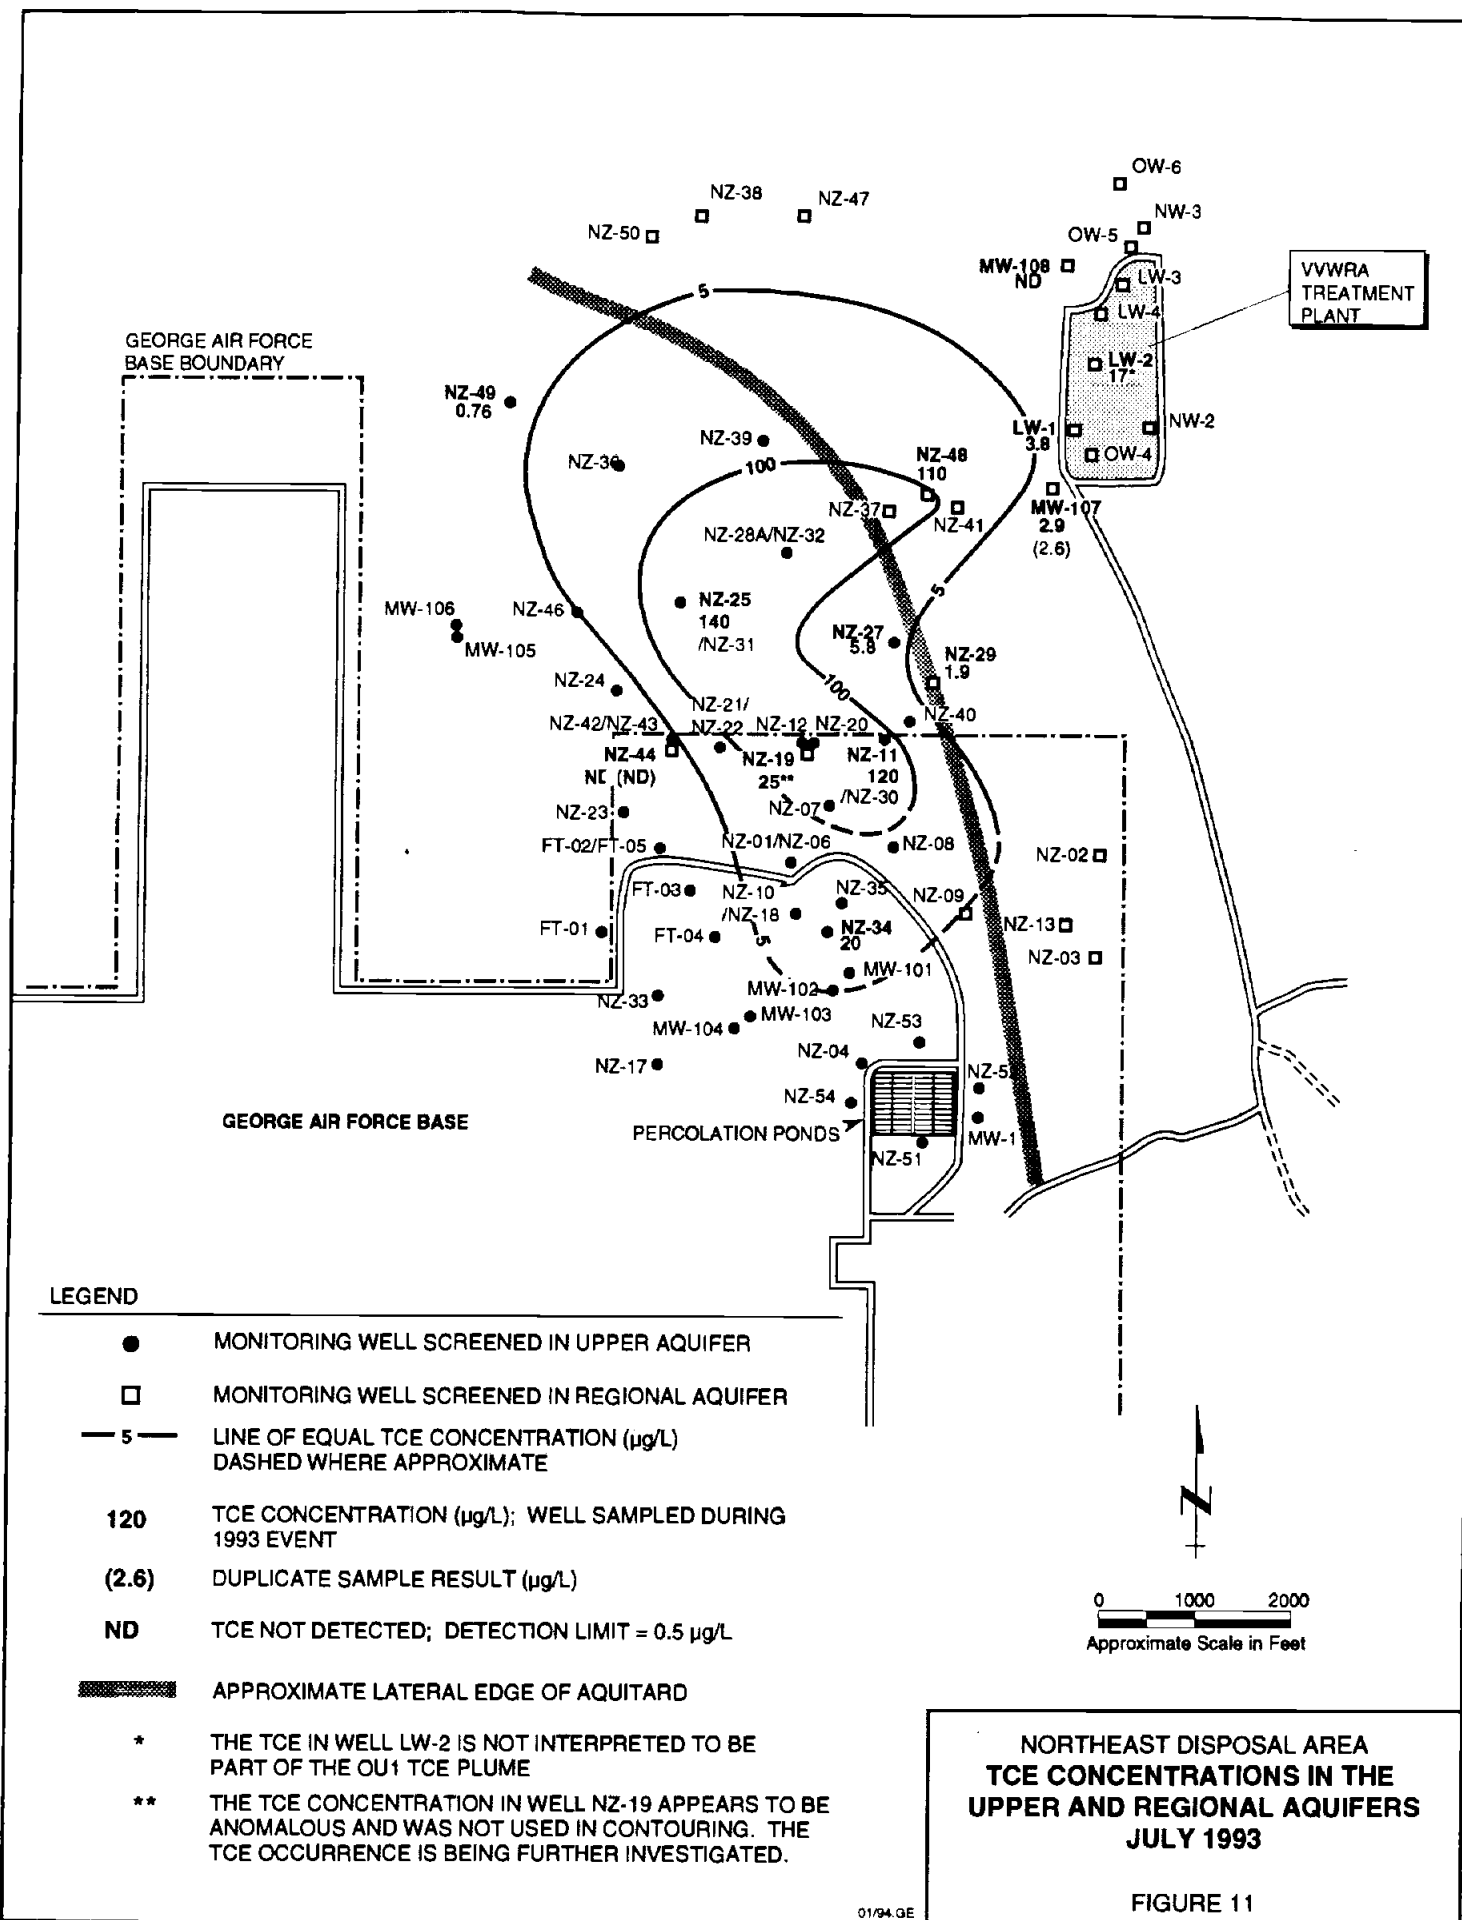 OW-6
NZ-38
NZ-47
NW-3
NZ-50
OW-5
MW-108
ND
LW-3
VVWRA
TREATMENT
PLANT
5
LW-4
GEORGE AIR FORCE
BASE BOUNDARY
LW-2
17*
NZ-49
0.76
LW-1
3.8
NW-2
NZ-39
OW-4
NZ-36
100
NZ-48
110
NZ-37
NZ-41
MW-107
2.9
(2.6)
NZ-28A/NZ-32
5
MW-106
NZ-46
NZ-25
140
/NZ-31
NZ-27
5.8
MW-105
NZ-29
1.9
NZ-24
100
NZ-21/
NZ-22
NZ-42/NZ-43
NZ-12
NZ-20
NZ-40
NZ-44
ND (ND)
NZ-19
25**
NZ-11
120
/NZ-30
NZ-07
NZ-23
FT-02/FT-05
NZ-01/NZ-06
NZ-08
NZ-02
FT-03
NZ-10
/NZ-18
NZ-35
NZ-09
FT-01
FT-04
5
NZ-34
20
NZ-13
NZ-03
MW-101
MW-102
NZ-33
MW-103
MW-104
NZ-53
NZ-17
NZ-04
NZ-54
GEORGE AIR FORCE BASE
PERCOLATION PONDS
MW-1
NZ-51
LEGEND
MONITORING WELL SCREENED IN UPPER AQUIFER
MONITORING WELL SCREENED IN REGIONAL AQUIFER
5 LINE OF EQUAL TCE CONCENTRATION (µg/L)
DASHED WHERE APPROXIMATE
120 TCE CONCENTRATION (µg/L); WELL SAMPLED DURING
1993 EVENT
(2.6) DUPLICATE SAMPLE RESULT (µg/L)
ND TCE NOT DETECTED; DETECTION LIMIT = 0.5 µg/L
APPROXIMATE LATERAL EDGE OF AQUITARD
* THE TCE IN WELL LW-2 IS NOT INTERPRETED TO BE
PART OF THE OU1 TCE PLUME
** THE TCE CONCENTRATION IN WELL NZ-19 APPEARS TO BE
ANOMALOUS AND WAS NOT USED IN CONTOURING. THE
TCE OCCURRENCE IS BEING FURTHER INVESTIGATED.
N
0 1000 2000
Approximate Scale in Feet
NORTHEAST DISPOSAL AREA
TCE CONCENTRATIONS IN THE
UPPER AND REGIONAL AQUIFERS
JULY 1993
FIGURE 11
01/94.GE